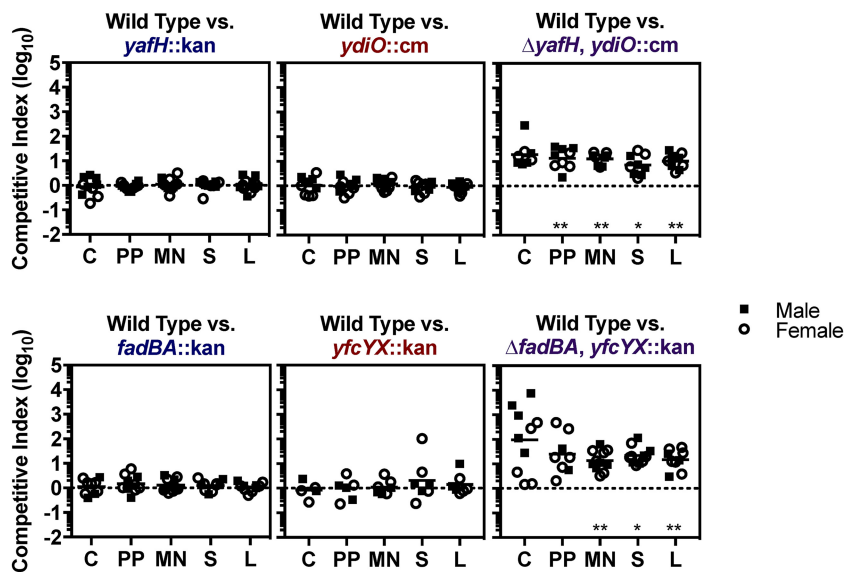 Wild Type vs. Wild Type vs. Wild Type vs.
yafH::kan ydiO::cm ΔyafH, ydiO::cm
Competitive Index (log10)
5
4
3
2
1
0
-1
-2
** ** * **
C PP MN S L C PP MN S L C PP MN S L
Male
Female
Wild Type vs. Wild Type vs. Wild Type vs.
fadBA::kan yfcYX::kan ΔfadBA, yfcYX::kan
Competitive Index (log10)
5
4
3
2
1
0
-1
-2
** * **
C PP MN S L C PP MN S L C PP MN S L